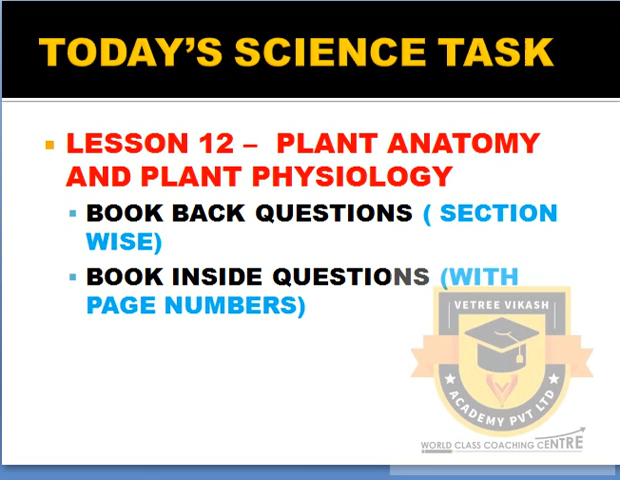 TODAY'S SCIENCE TASK
LESSON 12 – PLANT ANATOMY
AND PLANT PHYSIOLOGY
BOOK BACK QUESTIONS ( SECTION
WISE)
BOOK INSIDE QUESTIONS (WITH
PAGE NUMBERS)
VETREE VIKASH
ACADEMY PVT LTD
WORLD CLASS COACHING CENTRE